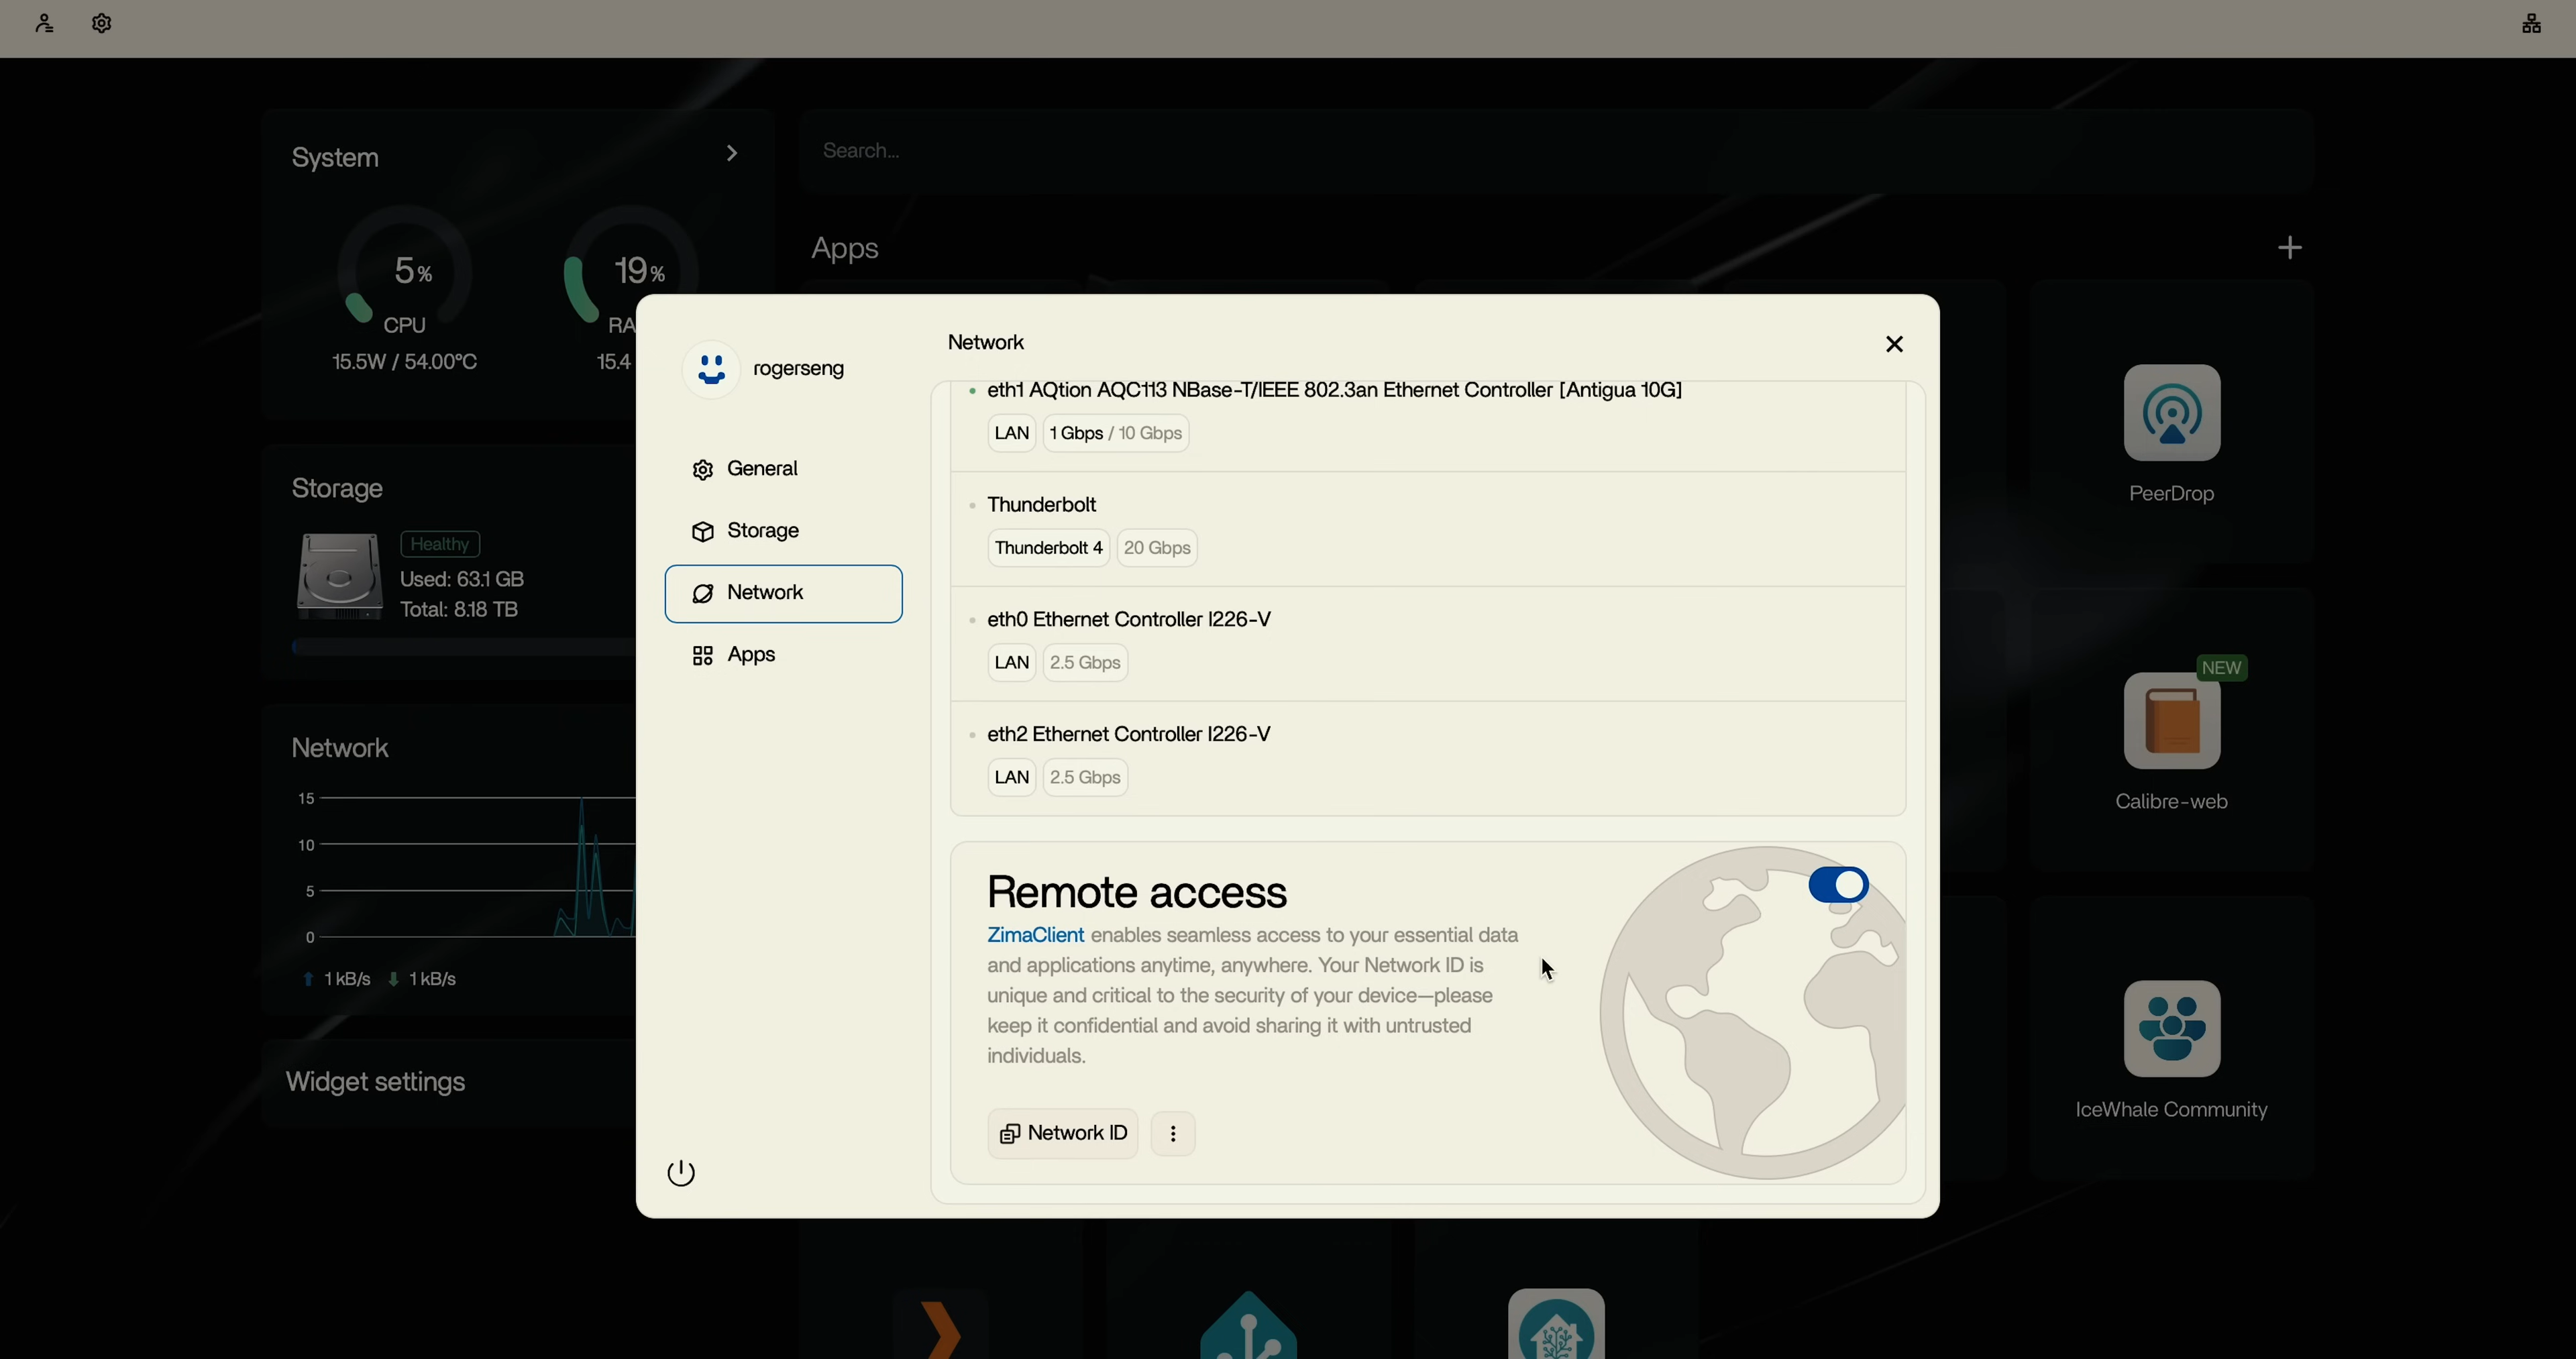 System
5%
CPU
15.5W / 54.00°C
19%
RA
15.4
Storage
Healthy
Used: 63.1 GB
Total: 8.18 TB
Network
15
10
5
0
1 kB/s 1 kB/s
Widget settings
Search...
Apps
rogerseng
General
Storage
Network
Apps
Network
eth1 AQtion AQC113 NBase-T/IEEE 802.3an Ethernet Controller [Antigua 10G]
LAN 1 Gbps / 10 Gbps
Thunderbolt
Thunderbolt 4 20 Gbps
eth0 Ethernet Controller I226-V
LAN 2.5 Gbps
eth2 Ethernet Controller I226-V
LAN 2.5 Gbps
Remote access
ZimaClient enables seamless access to your essential data
and applications anytime, anywhere. Your Network ID is
unique and critical to the security of your device—please
keep it confidential and avoid sharing it with untrusted
individuals.
Network ID
PeerDrop
NEW
Calibre-web
IceWhale Community